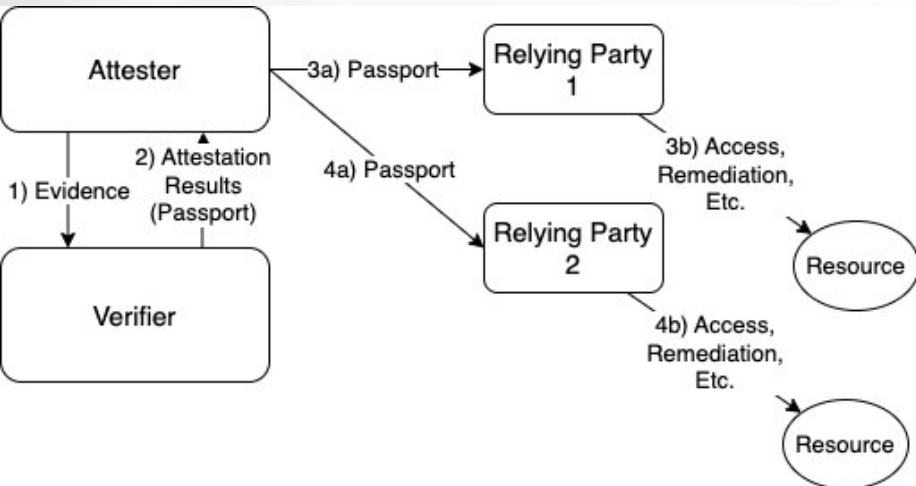 Attester
3a) Passport
Relying Party
1
1) Evidence
2) Attestation
Results
(Passport)
4a) Passport
3b) Access,
Remediation,
Etc.
Relying Party
2
Resource
Verifier
4b) Access,
Remediation,
Etc.
Resource